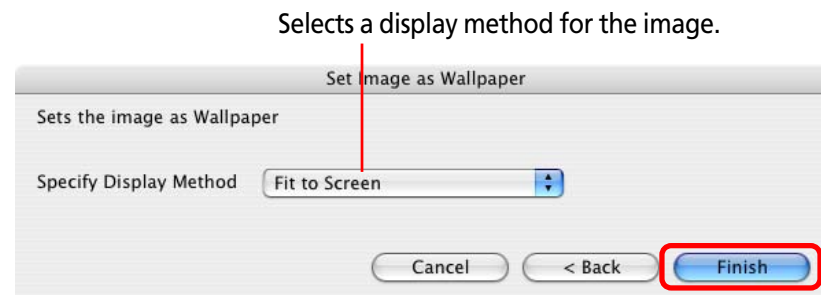 Selects a display method for the image.
Set Image as Wallpaper
Sets the image as Wallpaper
Specify Display Method Fit to Screen
Cancel < Back Finish